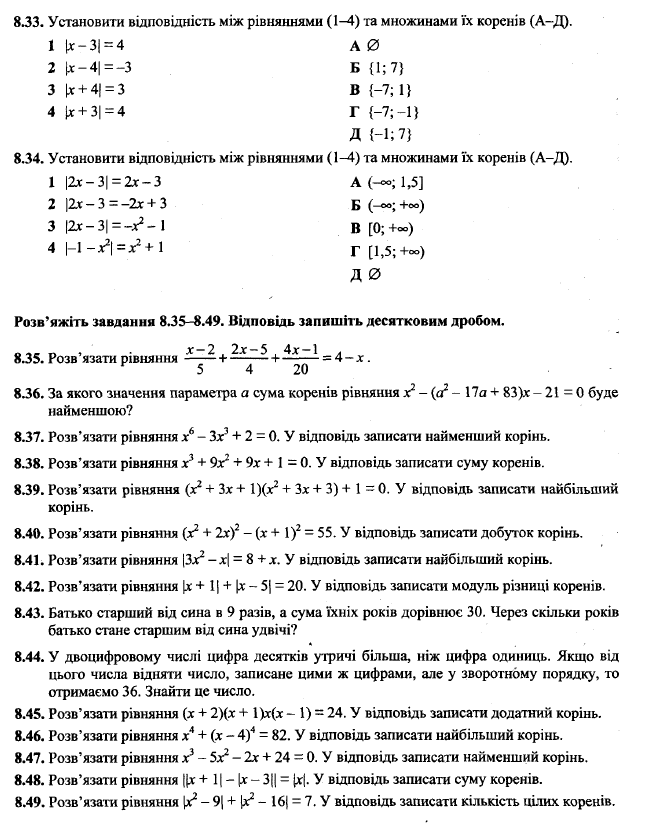 8.33. Установити відповідність між рівняннями (1–4) та множинами їх коренів (А–Д).
1 |x – 3| = 4 А ∅
2 |x – 4| = –3 Б {1; 7}
3 |x + 4| = 3 В {–7; 1}
4 |x + 3| = 4 Г {–7; –1}
Д {–1; 7}
8.34. Установити відповідність між рівняннями (1–4) та множинами їх коренів (А–Д).
1 |2x – 3| = 2x – 3 А (–∞; 1,5]
2 |2x – 3 = –2x + 3 Б (–∞; +∞)
3 |2x – 3| = –x² – 1 В [0; +∞)
4 |–1 – x²| = x² + 1 Г [1,5; +∞)
Д ∅
Розв’яжіть завдання 8.35–8.49. Відповідь запишіть десятковим дробом.
8.35. Розв’язати рівняння (x – 2)/5 + (2x – 5)/4 + (4x – 1)/20 = 4 – x.
8.36. За якого значення параметра a сума коренів рівняння x² – (a² – 17a + 83)x – 21 = 0 буде
найменшою?
8.37. Розв’язати рівняння x⁶ – 3x³ + 2 = 0. У відповідь записати найменший корінь.
8.38. Розв’язати рівняння x³ + 9x² + 9x + 1 = 0. У відповідь записати суму коренів.
8.39. Розв’язати рівняння (x² + 3x + 1)(x² + 3x + 3) + 1 = 0. У відповідь записати найбільший
корінь.
8.40. Розв’язати рівняння (x² + 2x)² – (x + 1)² = 55. У відповідь записати добуток корінь.
8.41. Розв’язати рівняння |3x² – x| = 8 + x. У відповідь записати найбільший корінь.
8.42. Розв’язати рівняння |x + 1| + |x – 5| = 20. У відповідь записати модуль різниці коренів.
8.43. Батько старший від сина в 9 разів, а сума їхніх років дорівнює 30. Через скільки років
батько стане старшим від сина удвічі?
8.44. У двоцифровому числі цифра десятків утричі більша, ніж цифра одиниць. Якщо від
цього числа відняти число, записане цими ж цифрами, але у зворотному порядку, то
отримаємо 36. Знайти це число.
8.45. Розв’язати рівняння (x + 2)(x + 1)x(x – 1) = 24. У відповідь записати додатний корінь.
8.46. Розв’язати рівняння x⁴ + (x – 4)⁴ = 82. У відповідь записати найбільший корінь.
8.47. Розв’язати рівняння x³ – 5x² – 2x + 24 = 0. У відповідь записати найменший корінь.
8.48. Розв’язати рівняння ||x + 1| – |x – 3|| = |x|. У відповідь записати суму коренів.
8.49. Розв’язати рівняння |x² – 9| + |x² – 16| = 7. У відповідь записати кількість цілих коренів.